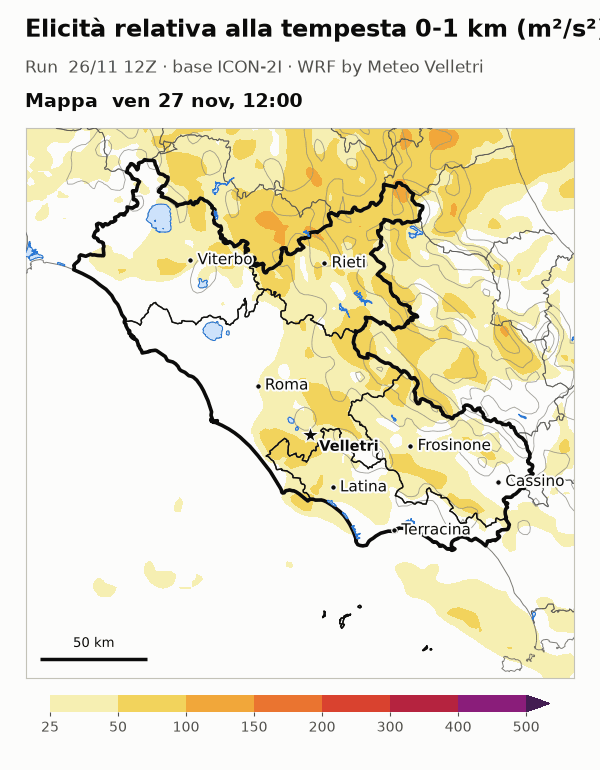 Elicità relativa alla tempesta 0-1 km (m²/s²)
Run  26/11 12Z · base ICON-2I · WRF by Meteo Velletri
Mappa  ven 27 nov, 12:00
Viterbo
Rieti
Roma
Velletri
Frosinone
Latina
Cassino
Terracina
50 km
25 50 100 150 200 300 400 500